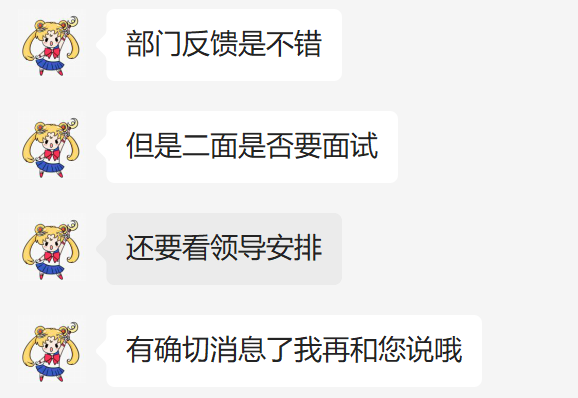 部门反馈是不错
但是二面是否要面试
还要看领导安排
有确切消息了我再和您说哦